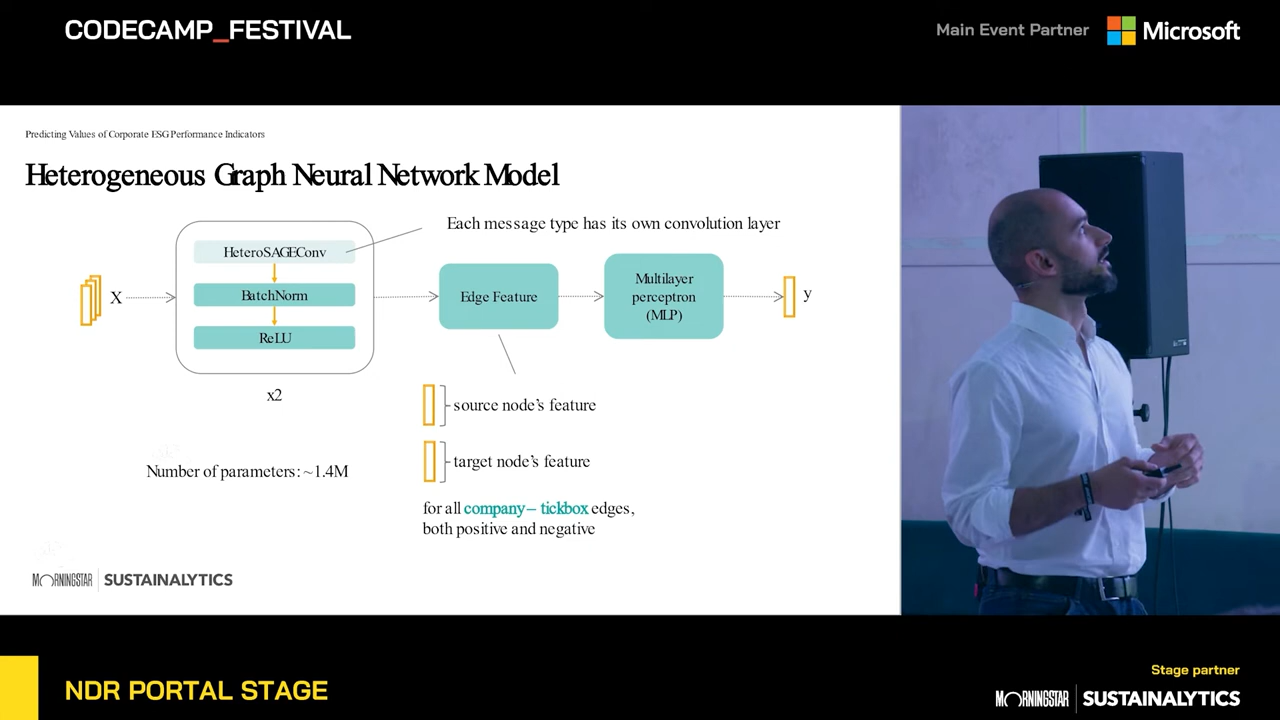 CODECAMP_FESTIVAL
Main Event Partner
Microsoft
Predicting Values of Corporate ESG Performance Indicators
Heterogeneous Graph Neural Network Model
Each message type has its own convolution layer
HeteroSAGEConv
BatchNorm
ReLU
X
x2
Edge Feature
Multilayer
perceptron
(MLP)
y
source node's feature
target node's feature
Number of parameters: ~1.4M
for all company – tickbox edges,
both positive and negative
MORNINGSTAR | SUSTAINALYTICS
NDR PORTAL STAGE
Stage partner
MORNINGSTAR | SUSTAINALYTICS